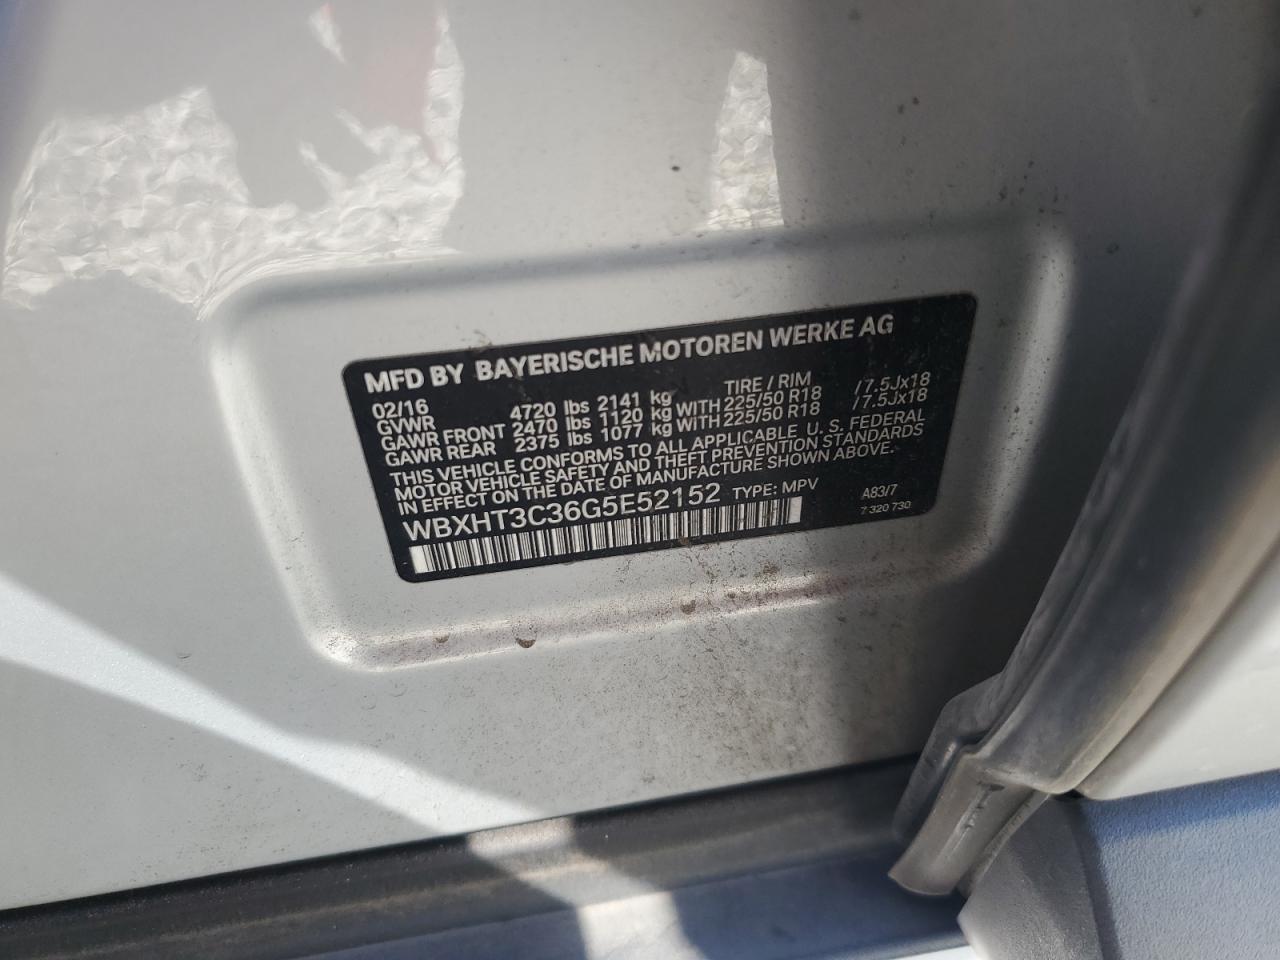 MFD BY BAYERISCHE MOTOREN WERKE AG
02/16 TIRE / RIM
GVWR 4720 lbs 2141 kg
GAWR FRONT 2470 lbs 1120 kg WITH 225/50 R18 /7.5Jx18
GAWR REAR 2375 lbs 1077 kg WITH 225/50 R18 /7.5Jx18
THIS VEHICLE CONFORMS TO ALL APPLICABLE U. S. FEDERAL
MOTOR VEHICLE SAFETY AND THEFT PREVENTION STANDARDS
IN EFFECT ON THE DATE OF MANUFACTURE SHOWN ABOVE.
WBXHT3C36G5E52152 TYPE: MPV A83/7
7 320 730